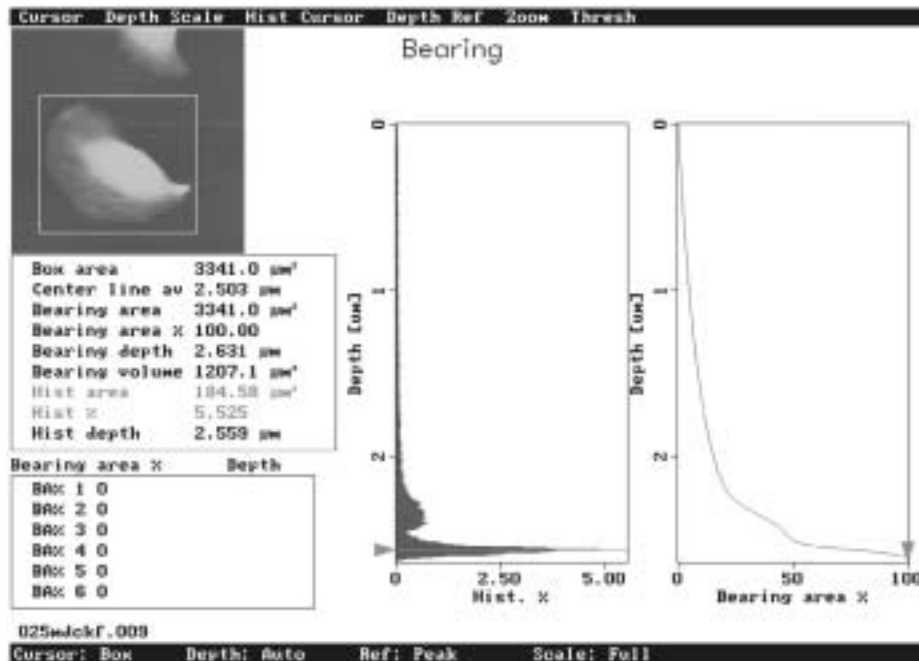 Cursor Depth Scale Hist Cursor Depth Ref Zoom Thresh
Bearing
Box area 3341.0 µm²
Center line av 2.503 µm
Bearing area 3341.0 µm²
Bearing area % 100.00
Bearing depth 2.631 µm
Bearing volume 1207.1 µm³
Hist area 184.58 µm²
Hist % 5.525
Hist depth 2.559 µm
Bearing area % Depth
BA% 1 0
BA% 2 0
BA% 3 0
BA% 4 0
BA% 5 0
BA% 6 0
0
1
2
Depth [um]
0 2.50 5.00
Hist. %
0
1
2
Depth [um]
0 50 100
Bearing area %
Cursor: Box Depth: Auto Ref: Peak Scale: Full